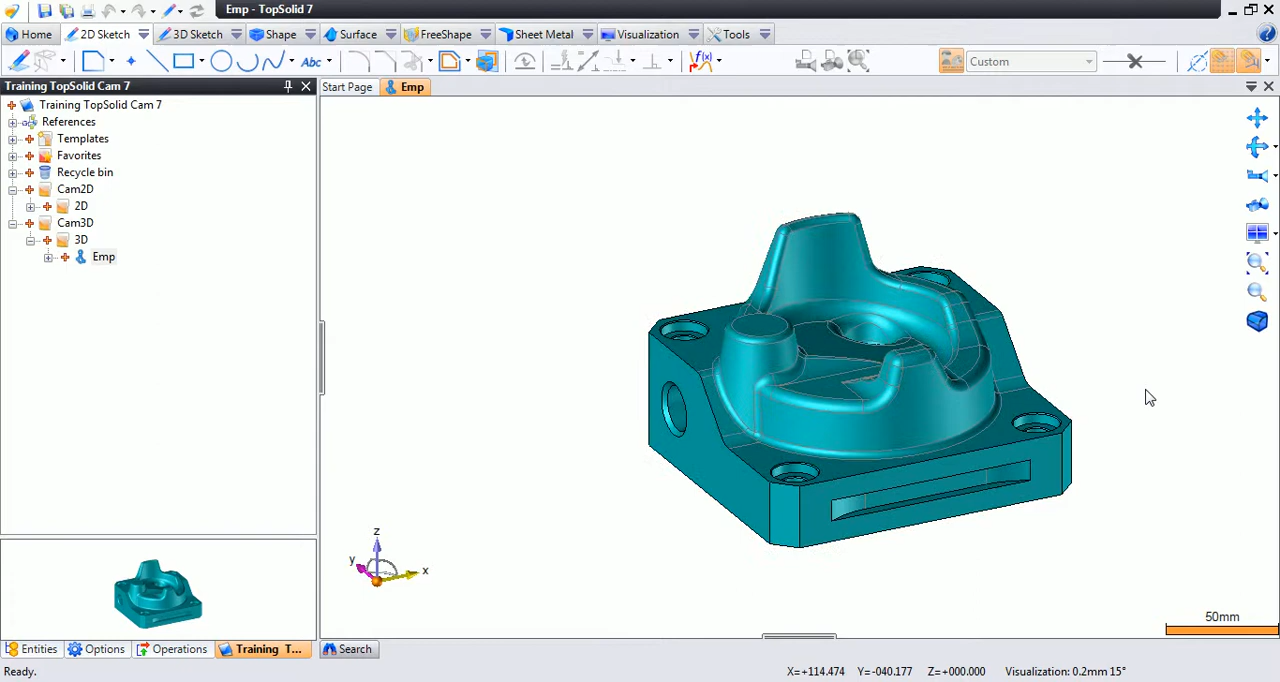 Emp - TopSolid 7
Home
2D Sketch
3D Sketch
Shape
Surface
FreeShape
Sheet Metal
Visualization
Tools
Abc
f(x)
Custom
Training TopSolid Cam 7
Start Page
Emp
Training TopSolid Cam 7
References
Templates
Favorites
Recycle bin
Cam2D
2D
Cam3D
3D
Emp
z
y
x
50mm
Entities
Options
Operations
Training T...
Search
Ready.
X=+114.474
Y=-040.177
Z=+000.000
Visualization: 0.2mm 15°